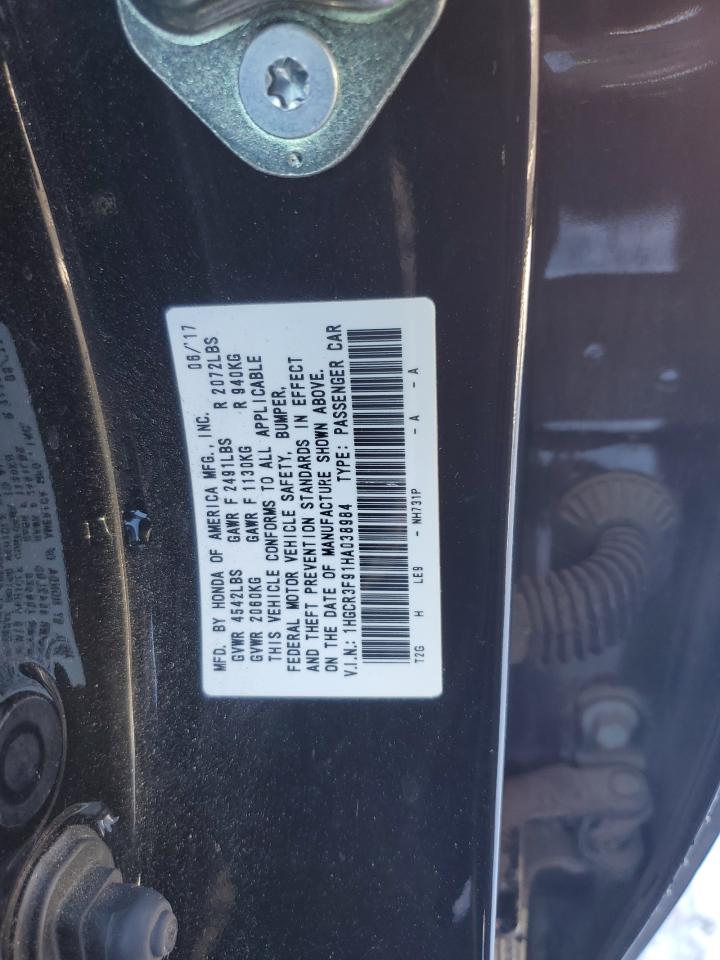 MFD. BY HONDA OF AMERICA MFG., INC. 06/'17
GVWR 4542LBS GAWR F 2491LBS R 2072LBS
GVWR 2060KG GAWR F 1130KG R 940KG
THIS VEHICLE CONFORMS TO ALL APPLICABLE
FEDERAL MOTOR VEHICLE SAFETY, BUMPER,
AND THEFT PREVENTION STANDARDS IN EFFECT
ON THE DATE OF MANUFACTURE SHOWN ABOVE.
V.I.N.: 1HGCR3F91HA038984 TYPE: PASSENGER CAR
T2G H LE9 - NH731P - A - A